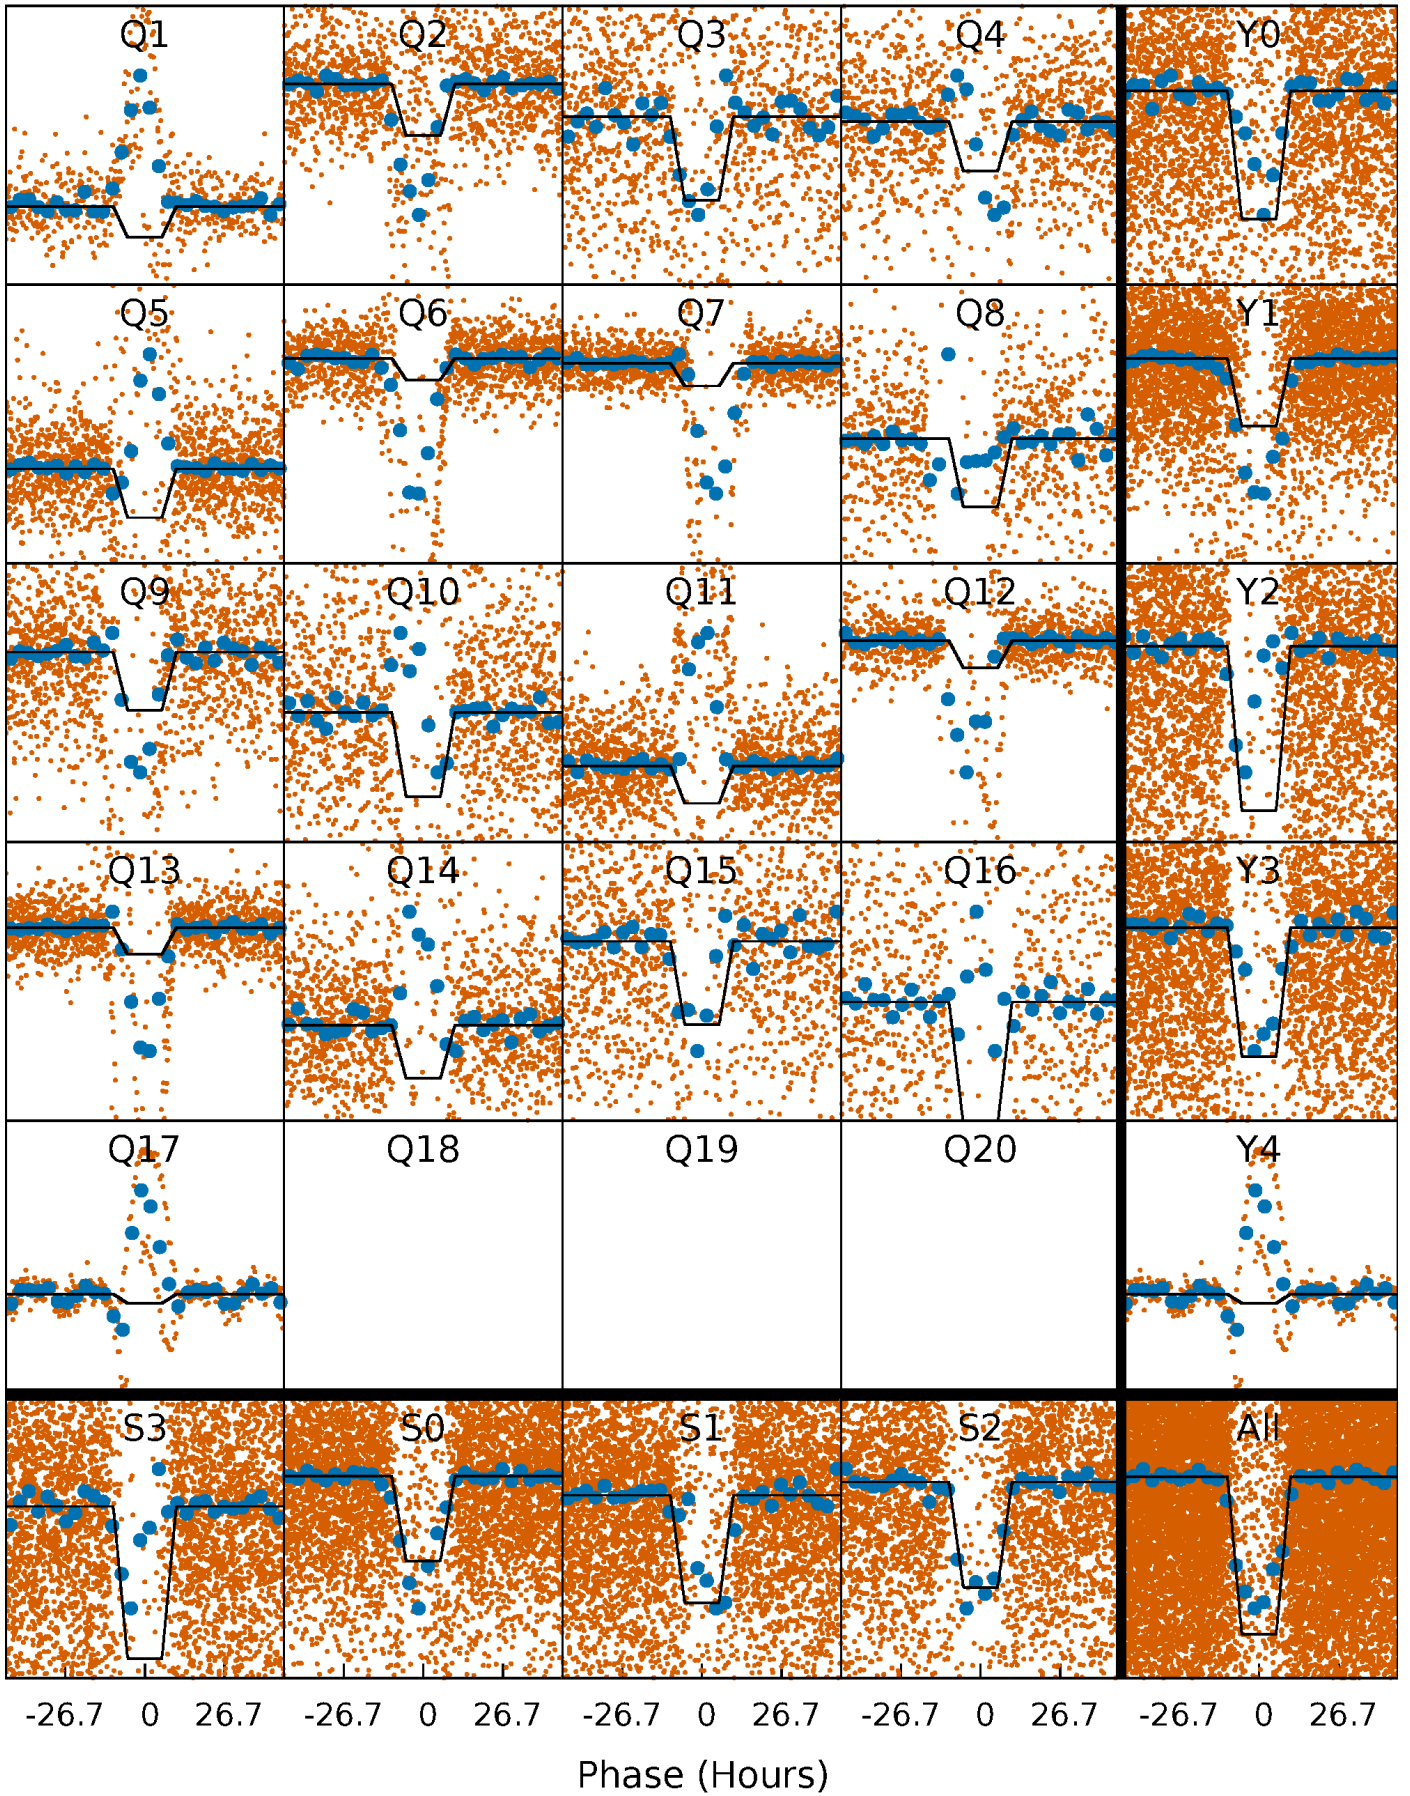 Q1 Q2 Q3 Q4 Y0
Q5 Q6 Q7 Q8 Y1
Q9 Q10 Q11 Q12 Y2
Q13 Q14 Q15 Q16 Y3
Q17 Q18 Q19 Q20 Y4
S3 S0 S1 S2 All
-26.7 0 26.7 -26.7 0 26.7 -26.7 0 26.7 -26.7 0 26.7 -26.7 0 26.7
Phase (Hours)